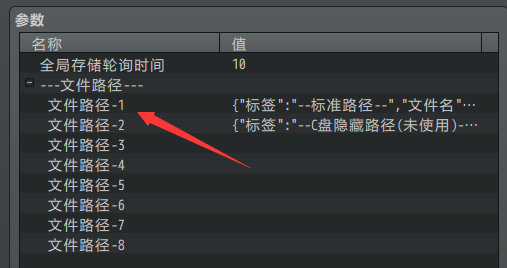 参数
名称 值
全局存储轮询时间 10
---文件路径---
文件路径-1 {"标签":"--标准路径--","文件名"…
文件路径-2 {"标签":"--C盘隐藏路径(未使用)-…
文件路径-3
文件路径-4
文件路径-5
文件路径-6
文件路径-7
文件路径-8